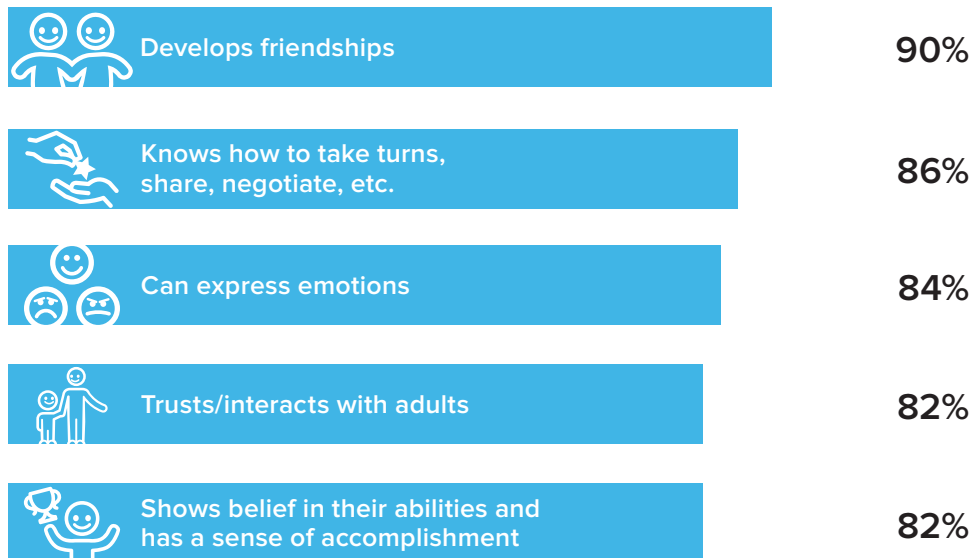 Develops friendships
90%
Knows how to take turns,
share, negotiate, etc.
86%
Can express emotions
84%
Trusts/interacts with adults
82%
Shows belief in their abilities and
has a sense of accomplishment
82%